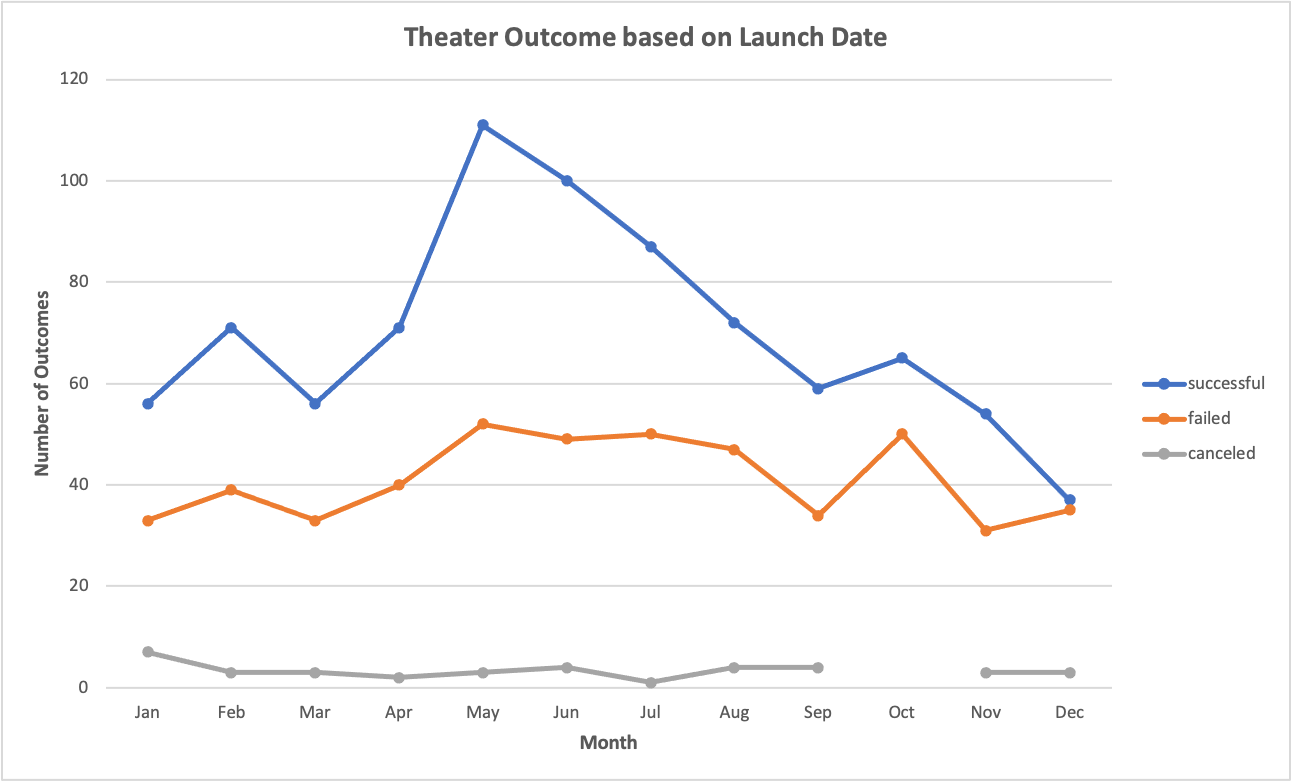 Theater Outcome based on Launch Date
120
100
80
60
40
20
0
Number of Outcomes
Jan Feb Mar Apr May Jun Jul Aug Sep Oct Nov Dec
Month
successful
failed
canceled